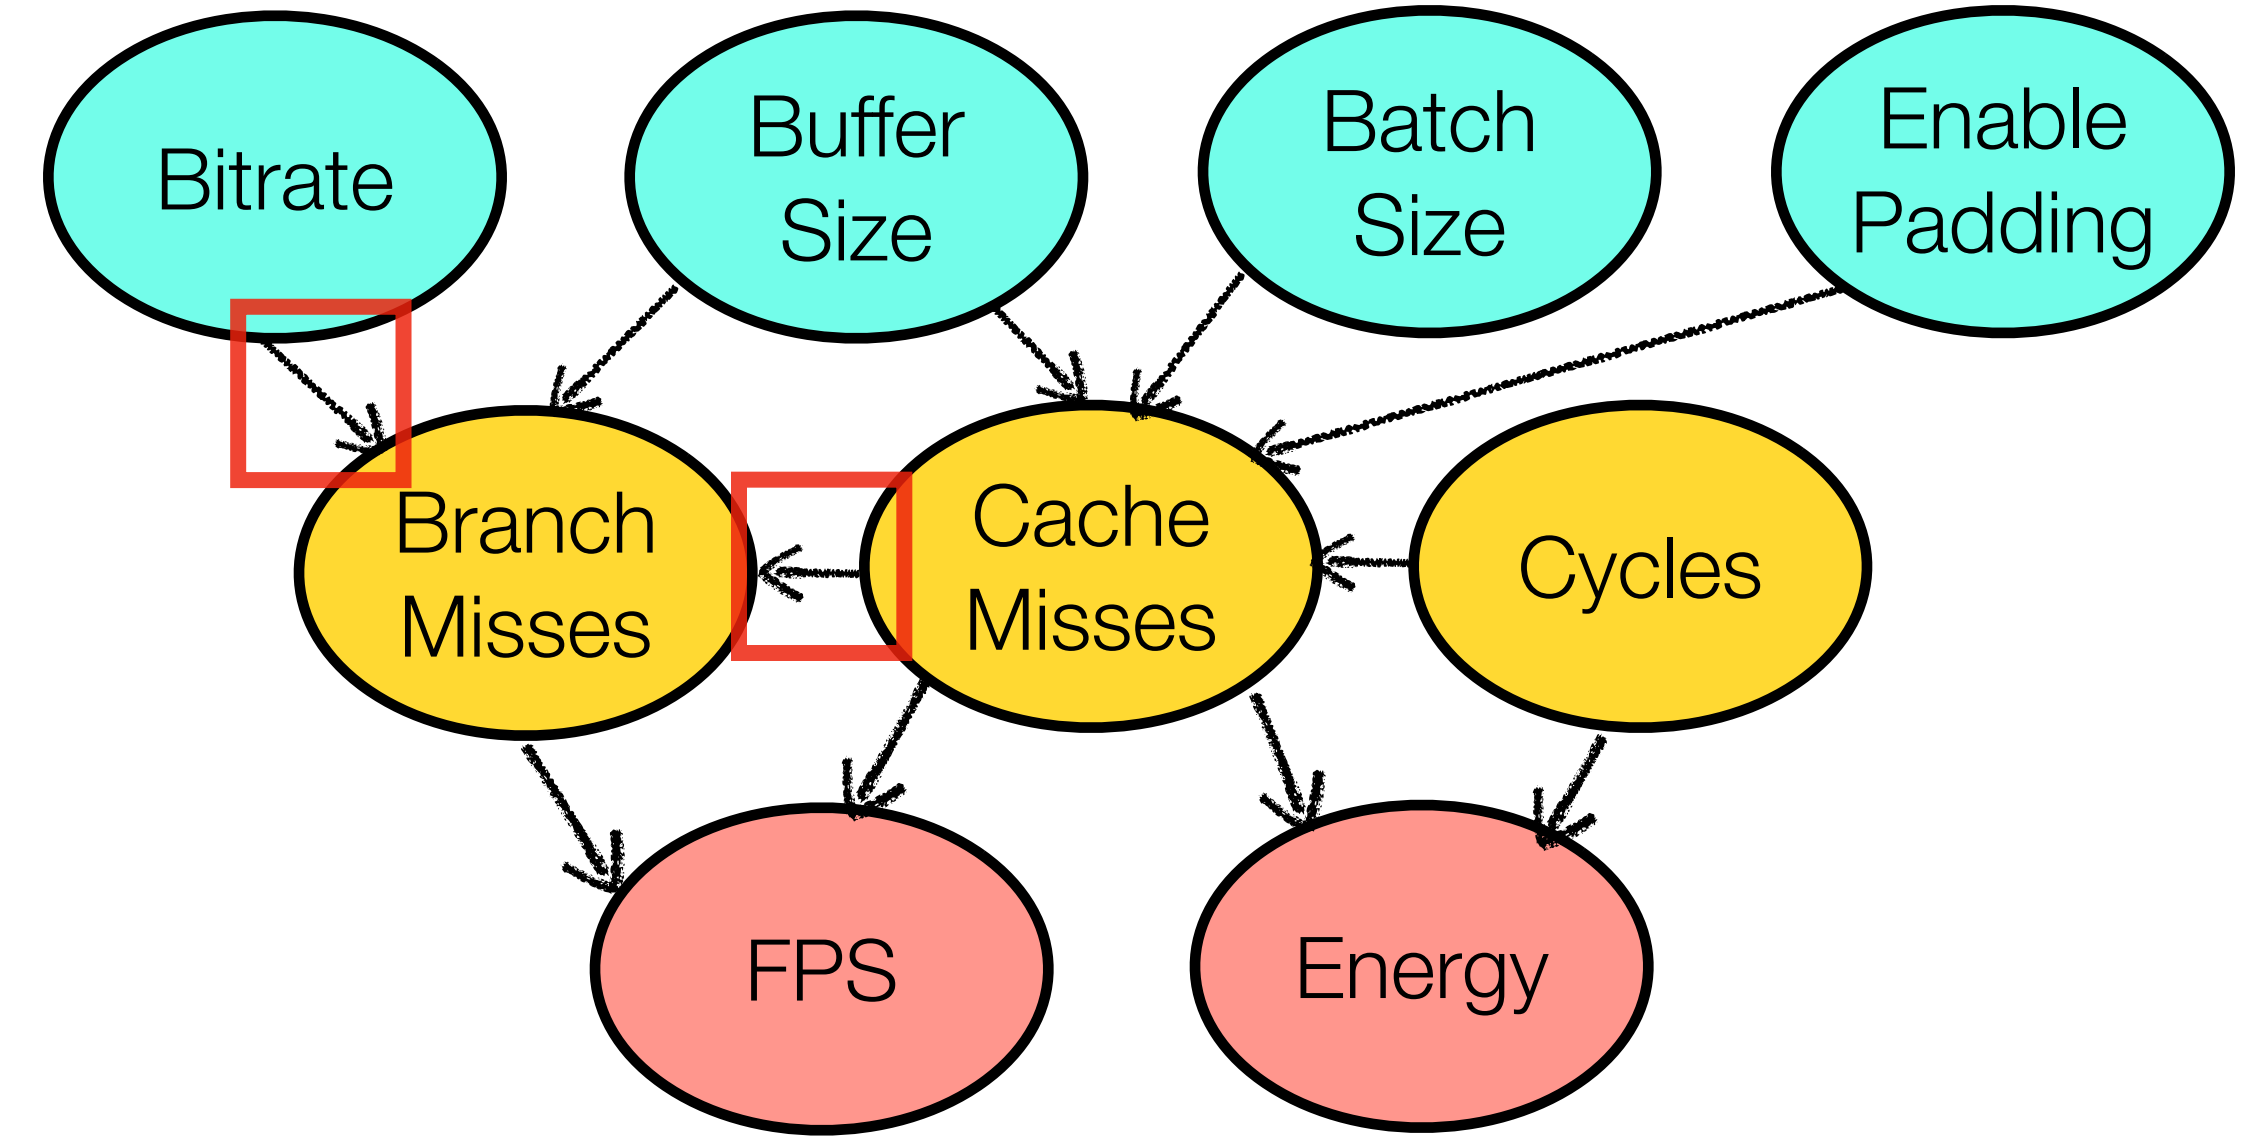 Bitrate
Buffer
Size
Batch
Size
Enable
Padding
Branch
Misses
Cache
Misses
Cycles
FPS
Energy